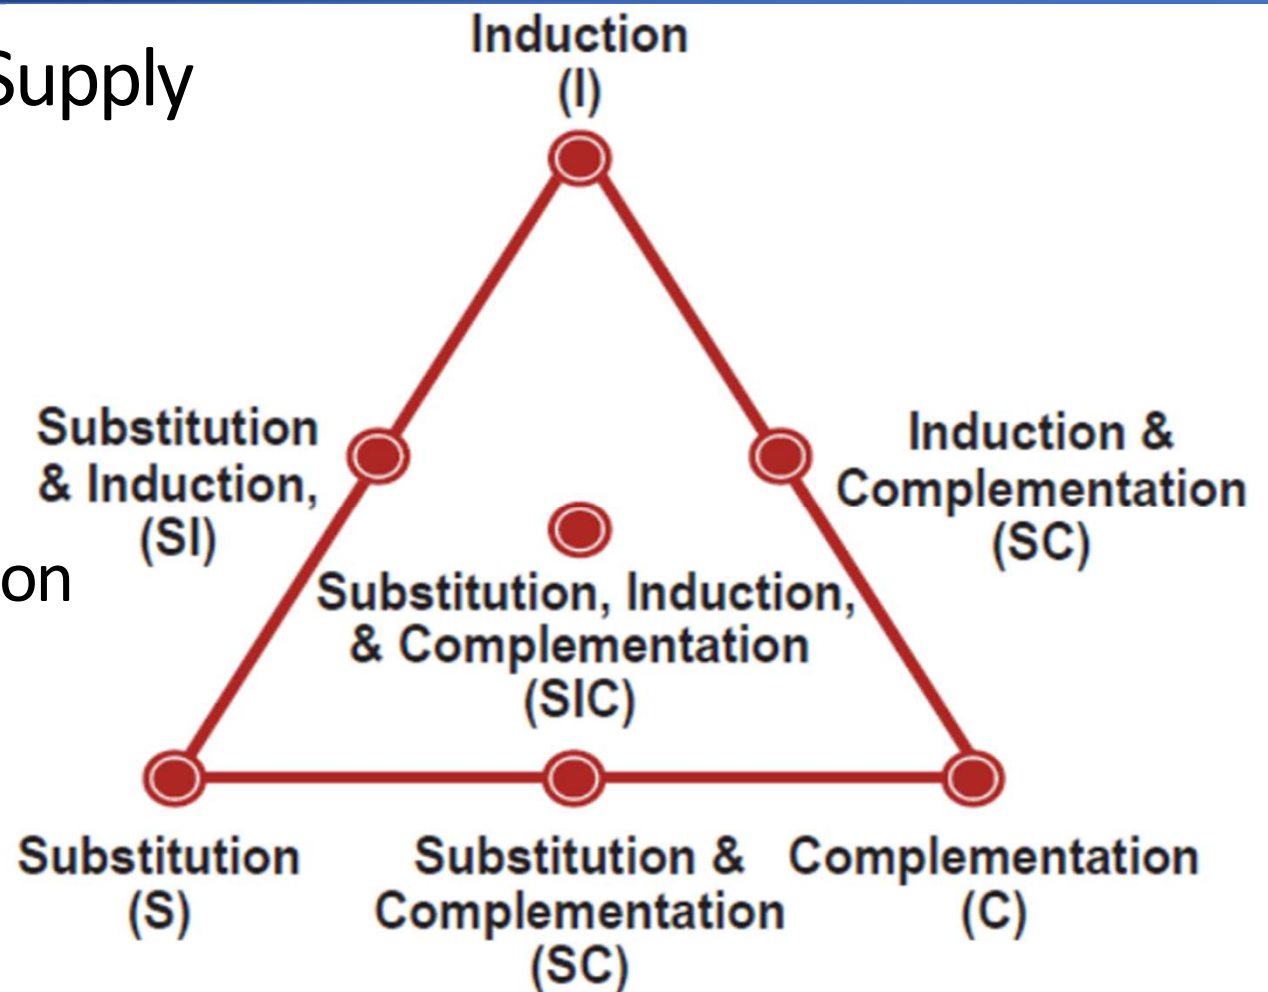 Supply
Induction
(I)
Substitution
& Induction,
(SI)
Induction &
Complementation
(SC)
on
Substitution, Induction,
& Complementation
(SIC)
Substitution
(S)
Substitution &
Complementation
(SC)
Complementation
(C)